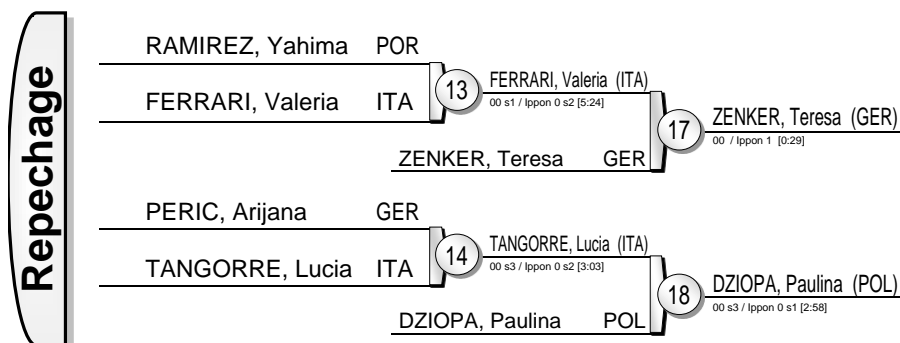 Repechage
RAMIREZ, Yahima POR
FERRARI, Valeria ITA
13
FERRARI, Valeria (ITA)
00 s1 / Ippon 0 s2 [5:24]
ZENKER, Teresa GER
17
ZENKER, Teresa (GER)
00 / Ippon 1 [0:29]
PERIC, Arijana GER
TANGORRE, Lucia ITA
14
TANGORRE, Lucia (ITA)
00 s3 / Ippon 0 s2 [3:03]
DZIOPA, Paulina POL
18
DZIOPA, Paulina (POL)
00 s3 / Ippon 0 s1 [2:58]